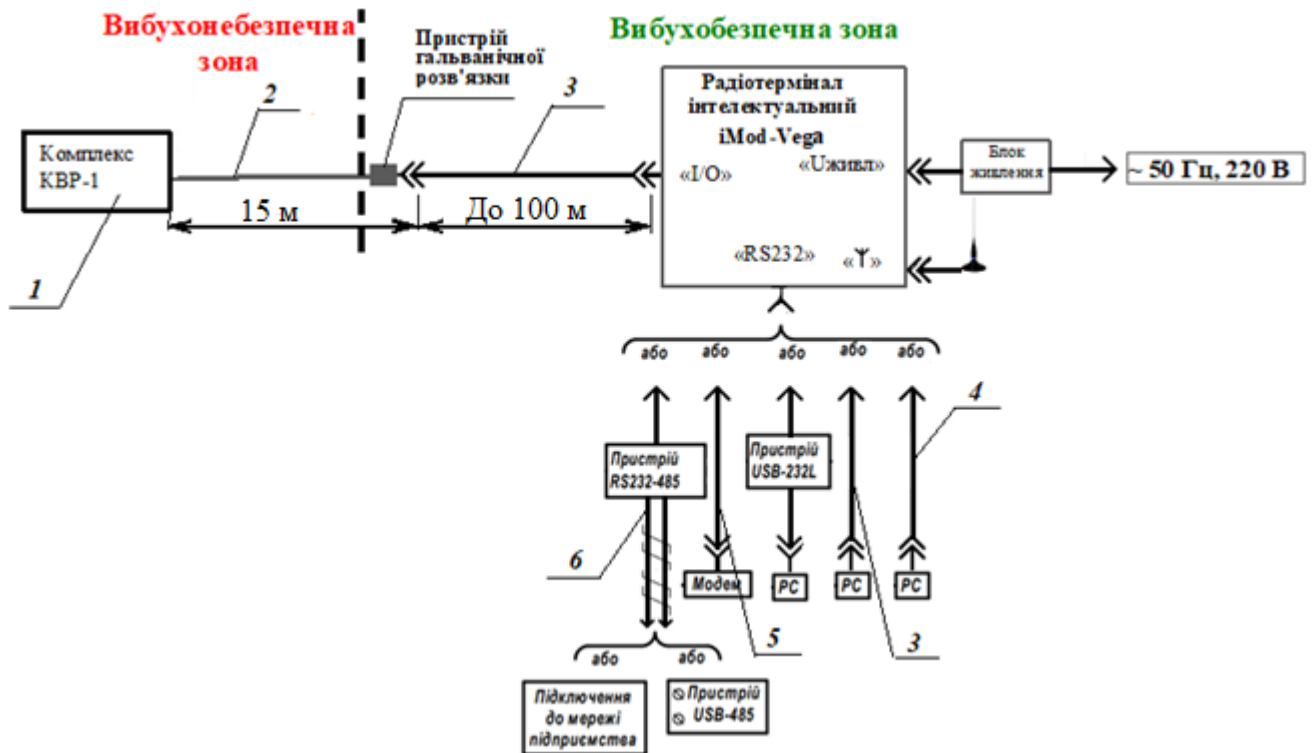 Вибухонебезпечна
зона
Пристрій
гальванічної
розв'язки
Вибухобезпечна зона
2
3
Комплекс
КВР-1
Радіотермінал
інтелектуальний
iMod-Vega
«I/O»
«Uживл»
«RS232»
Блок
живлення
~ 50 Гц, 220 В
15 м
До 100 м
1
або
або
або
або
або
4
Пристрій
RS232-485
Пристрій
USB-232L
6
Модем
PC
PC
PC
5
3
або
або
Підключення
до мережі
підприємства
Пристрій
USB-485